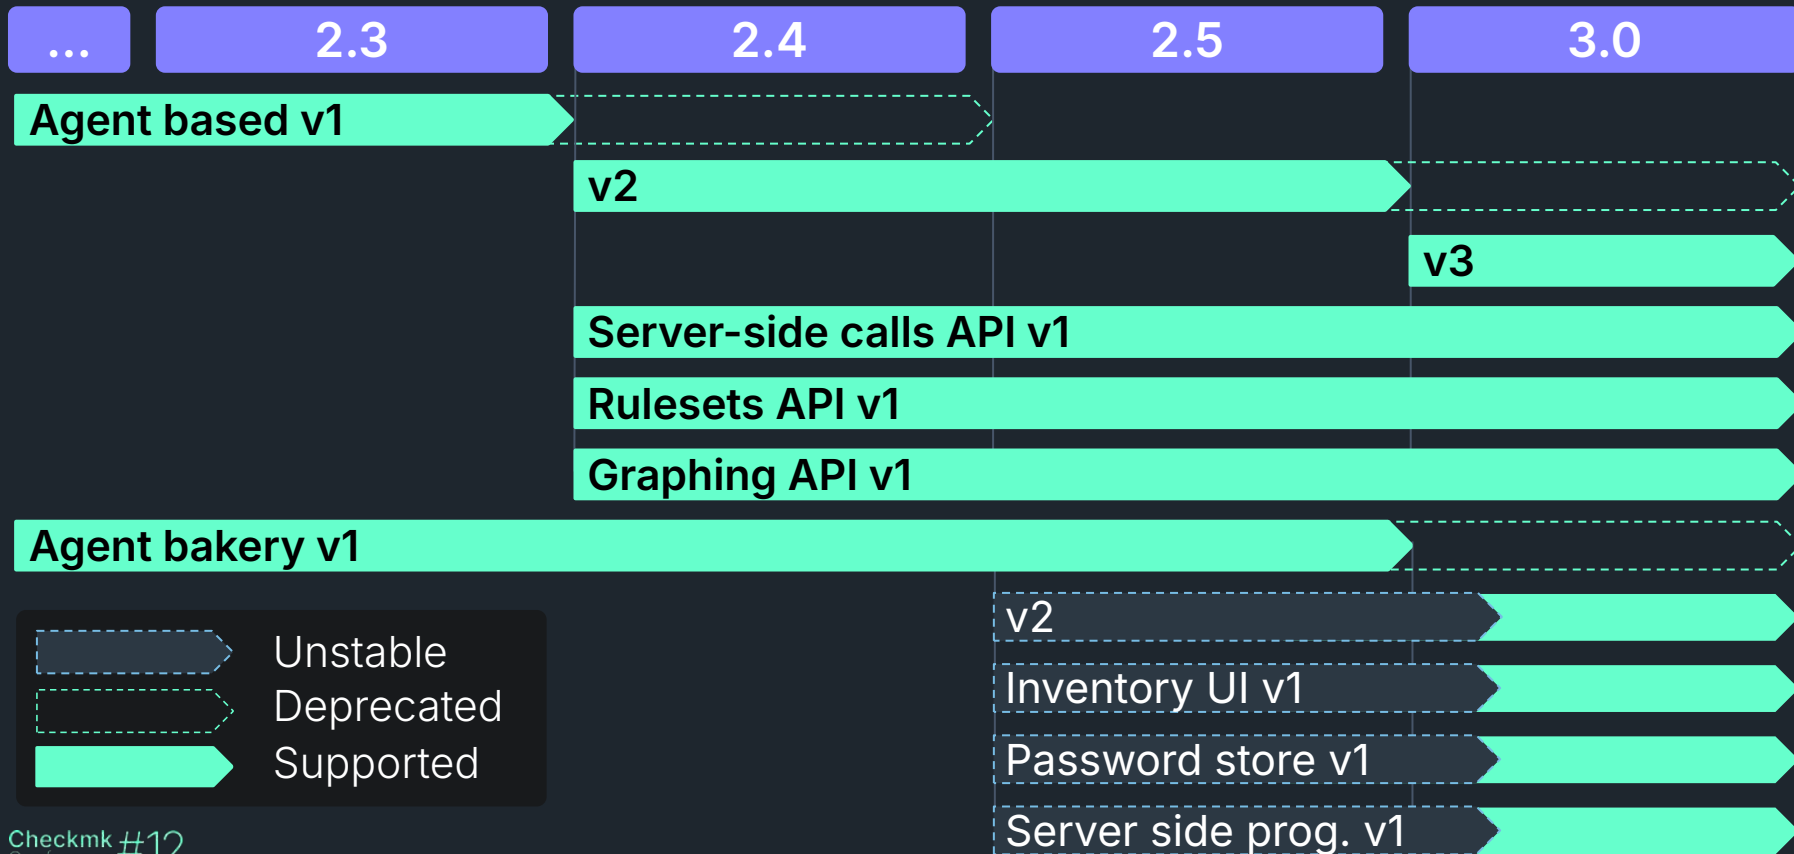 ...
2.3
2.4
2.5
3.0
Agent based v1
v2
v3
Server-side calls API v1
Rulesets API v1
Graphing API v1
Agent bakery v1
v2
Inventory UI v1
Password store v1
Server side prog. v1
Unstable
Deprecated
Supported
Checkmk #12